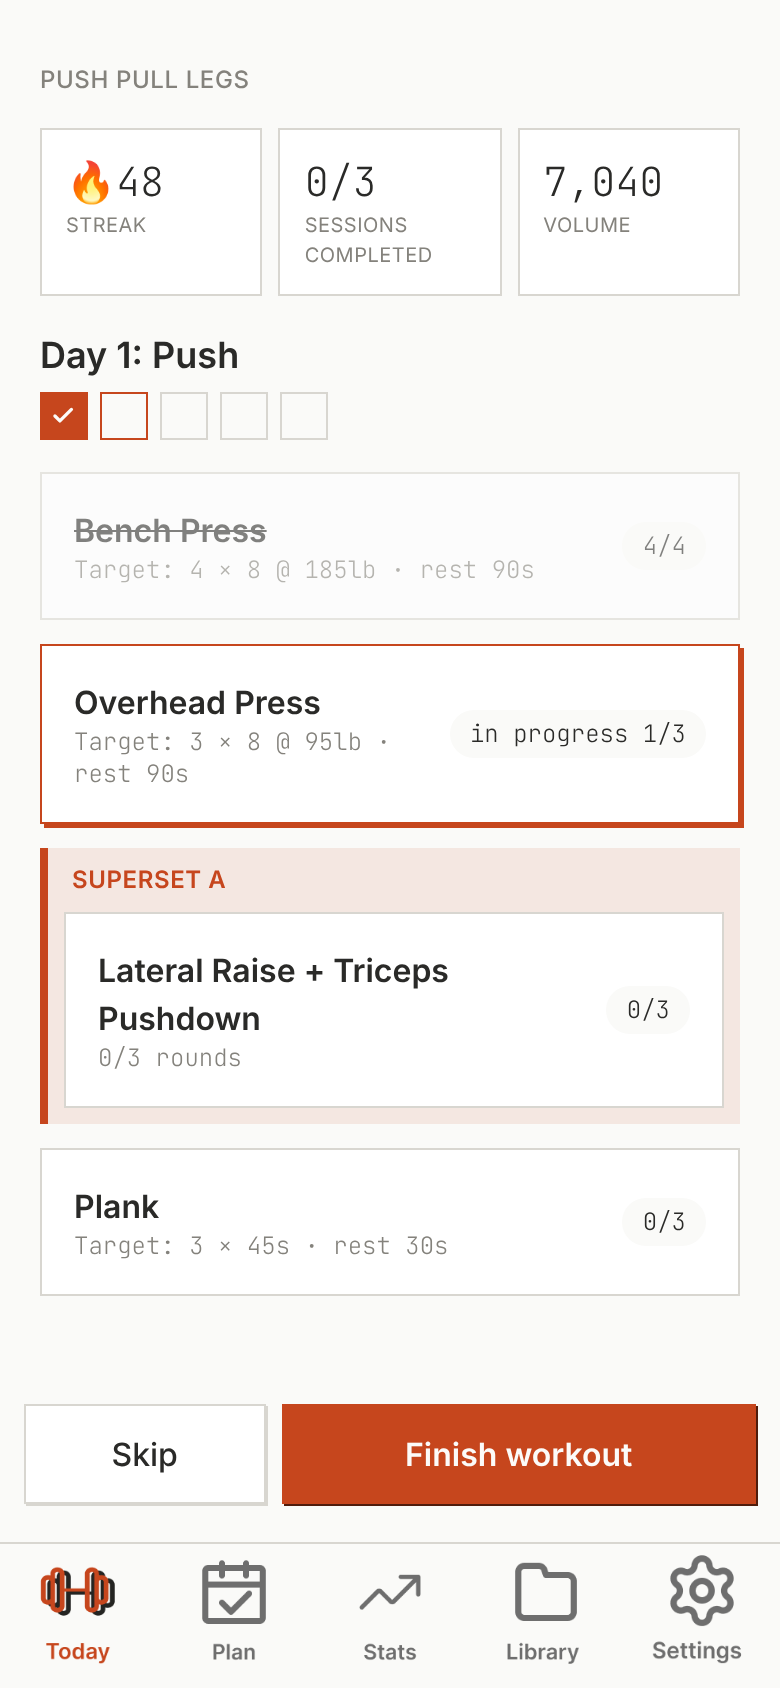 PUSH PULL LEGS
🔥48
STREAK
0/3
SESSIONS
COMPLETED
7,040
VOLUME
Day 1: Push
Bench Press
Target: 4 × 8 @ 185lb · rest 90s
4/4
Overhead Press
Target: 3 × 8 @ 95lb ·
rest 90s
in progress 1/3
SUPERSET A
Lateral Raise + Triceps
Pushdown
0/3 rounds
0/3
Plank
Target: 3 × 45s · rest 30s
0/3
Skip
Finish workout
Today
Plan
Stats
Library
Settings